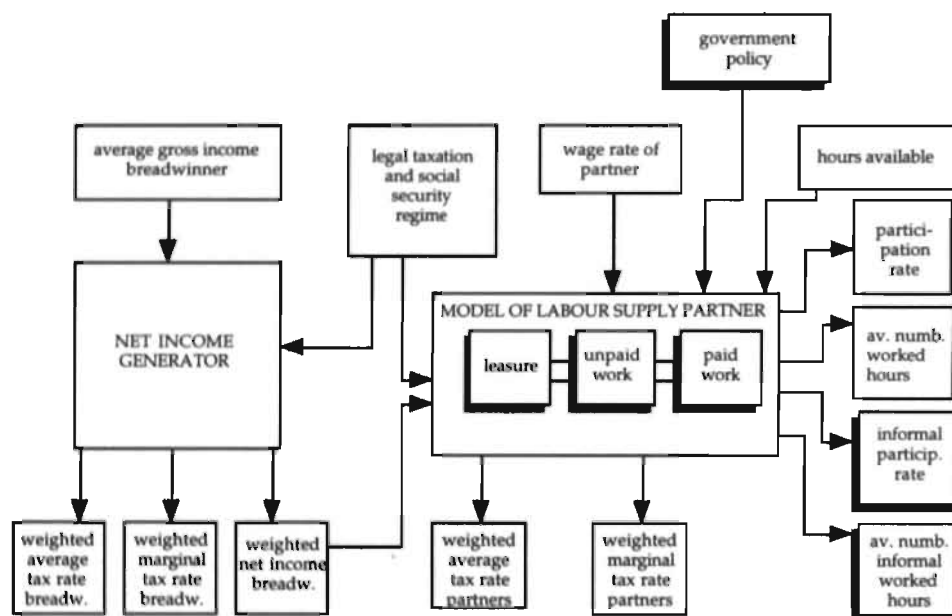 government
policy
average gross income
breadwinner
legal taxation
and social
security
regime
wage rate of
partner
hours available
NET INCOME
GENERATOR
MODEL OF LABOUR SUPPLY PARTNER
leasure
unpaid
work
paid
work
partici-
pation
rate
av. numb.
worked
hours
informal
particip.
rate
av. numb.
informal
worked
hours
weighted
average
tax rate
breadw.
weighted
marginal
tax rate
breadw.
weighted
net income
breadw.
weighted
average
tax rate
partners
weighted
marginal
tax rate
partners